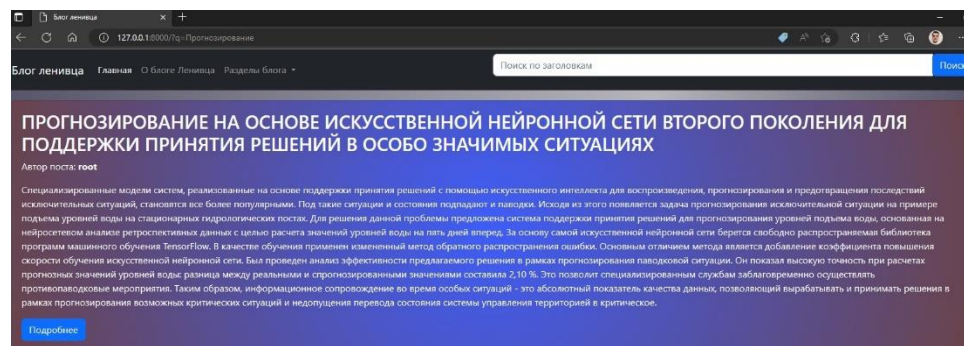 Блог ленивца
127.0.0.1:8000/?q=Прогнозирование
Блог ленивца Главная О блоге Ленивца Разделы блога
Поиск по заголовкам
Поиск
ПРОГНОЗИРОВАНИЕ НА ОСНОВЕ ИСКУССТВЕННОЙ НЕЙРОННОЙ СЕТИ ВТОРОГО ПОКОЛЕНИЯ ДЛЯ
ПОДДЕРЖКИ ПРИНЯТИЯ РЕШЕНИЙ В ОСОБО ЗНАЧИМЫХ СИТУАЦИЯХ
Автор поста: root
Специализированные модели систем, реализованные на основе поддержки принятия решений с помощью искусственного интеллекта для воспроизведения, прогнозирования и предотвращения последствий
исключительных ситуаций, становятся все более популярными. Под такие ситуации и состояния подпадают и паводки. Исходя из этого появляется задача прогнозирования исключительной ситуации на примере
подъема уровней воды на стационарных гидрологических постах. Для решения данной проблемы предложена система поддержки принятия решений для прогнозирования уровней подъема воды, основанная на
нейросетевом анализе ретроспективных данных с целью расчета значений уровней воды на пять дней вперед. За основу самой искусственной нейронной сети берется свободно распространяемая библиотека
программ машинного обучения TensorFlow. В качестве обучения применен измененный метод обратного распространения ошибки. Основным отличием метода является добавление коэффициента повышения
скорости обучения искусственной нейронной сети. Был проведен анализ эффективности предлагаемого решения в рамках прогнозирования паводковой ситуации. Он показал высокую точность при расчетах
прогнозных значений уровней воды: разница между реальными и спрогнозированными значениями составила 2,10 %. Это позволит специализированным службам заблаговременно осуществлять
противопаводковые мероприятия. Таким образом, информационное сопровождение во время особых ситуаций - это абсолютный показатель качества данных, позволяющий вырабатывать и принимать решения в
рамках прогнозирования возможных критических ситуаций и недопущения перевода состояния системы управления территорией в критическое.
Подробнее